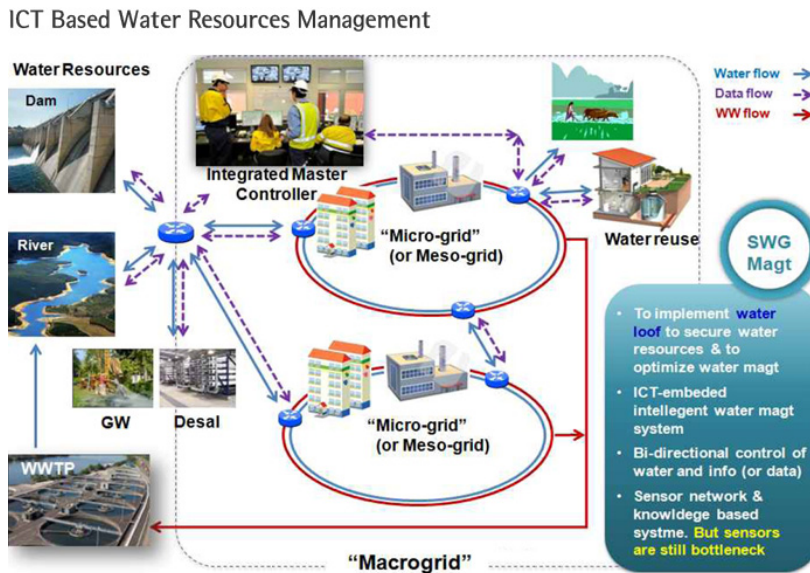 ICT Based Water Resources Management
Water Resources
Dam
River
GW
Desal
WWTP
Integrated Master
Controller
"Micro-grid"
(or Meso-grid)
"Micro-grid"
(or Meso-grid)
Water reuse
"Macrogrid"
Water flow
Data flow
WW flow
SWG
Magt
• To implement water
loof to secure water
resources & to
optimize water magt
• ICT-embeded
intellegent water magt
system
• Bi-directional control of
water and info (or data)
• Sensor network &
knowldege based
systme. But sensors
are still bottleneck